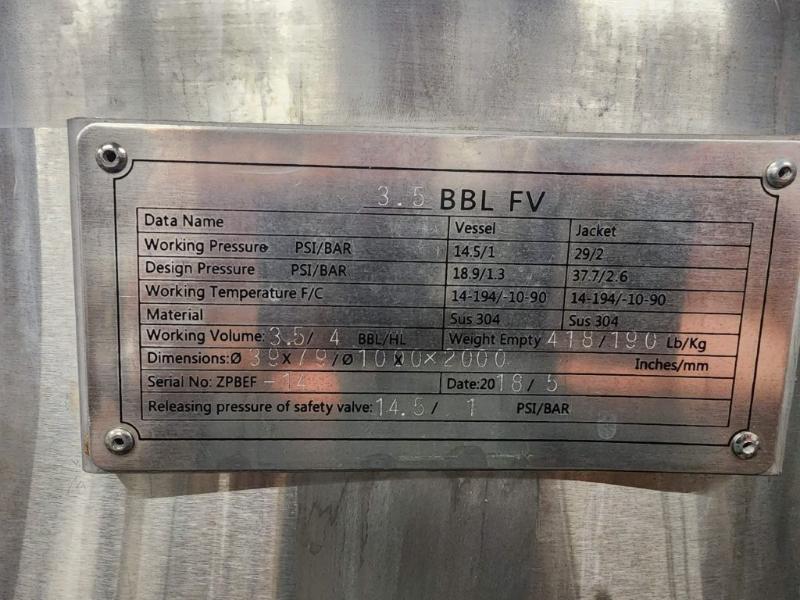 3.5 BBL FV
Data Name Vessel Jacket
Working Pressure PSI/BAR 14.5/1 29/2
Design Pressure PSI/BAR 18.9/1.3 37.7/2.6
Working Temperature F/C 14-194/-10-90 14-194/-10-90
Material Sus 304 Sus 304
Working Volume: 3.5/ 4 BBL/HL Weight Empty 418/190 Lb/Kg
Dimensions:Ø 39X79/Ø1000×2000 Inches/mm
Serial No: ZPBEF -14 Date:2018/ 5
Releasing pressure of safety valve:14.5/ 1 PSI/BAR